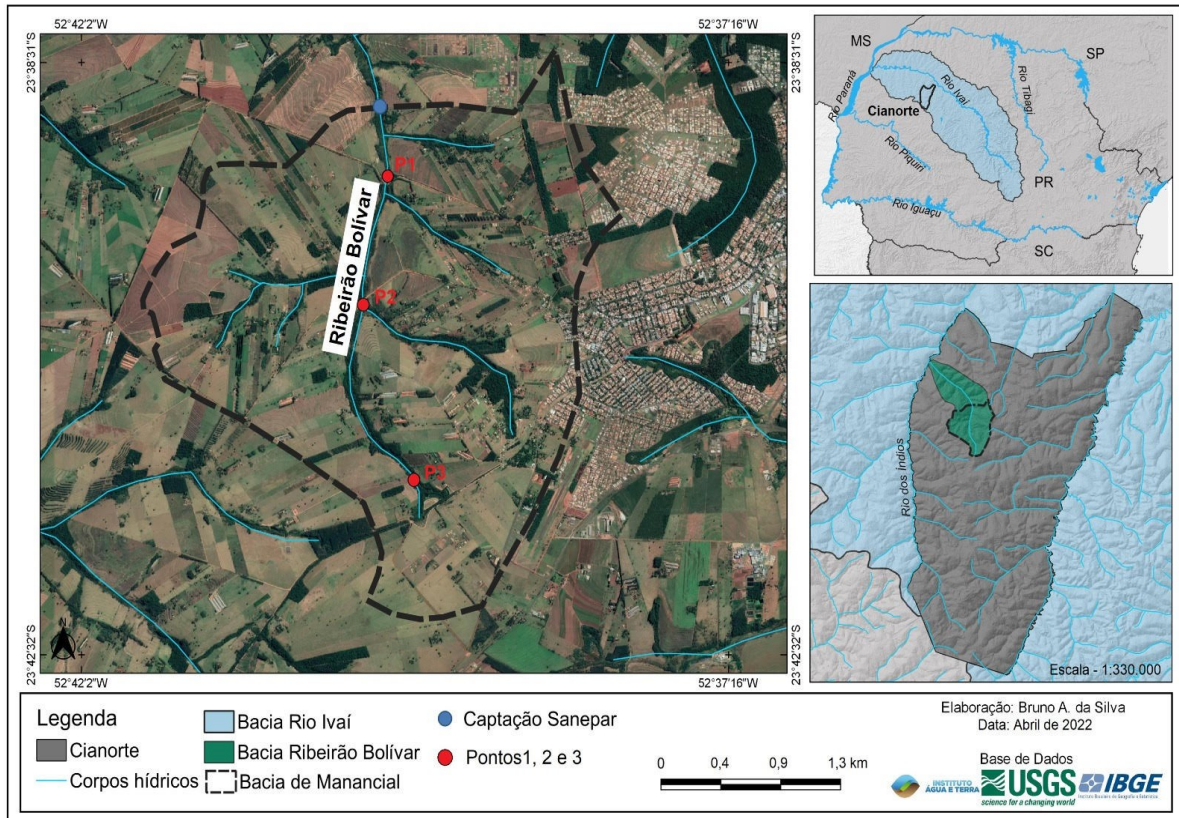 52°42'2"W
52°37'16"W
23°38'31"S
23°38'31"S
P1
Ribeirão Bolívar
P2
P3
N
23°42'32"S
23°42'32"S
52°42'2"W
52°37'16"W
MS
SP
Rio Paraná
Rio Ivaí
Rio Tibagi
Cianorte
Rio Piquiri
PR
Rio Iguaçu
SC
Rio dos Índios
Escala - 1:330.000
Legenda
Cianorte
Corpos hídricos
Bacia Rio Ivaí
Bacia Ribeirão Bolívar
Bacia de Manancial
Captação Sanepar
Pontos1, 2 e 3
0 0,4 0,9 1,3 km
Elaboração: Bruno A. da Silva
Data: Abril de 2022
Base de Dados
INSTITUTO
ÁGUA E TERRA
USGS
science for a changing world
IBGE
Instituto Brasileiro de Geografia e Estatística